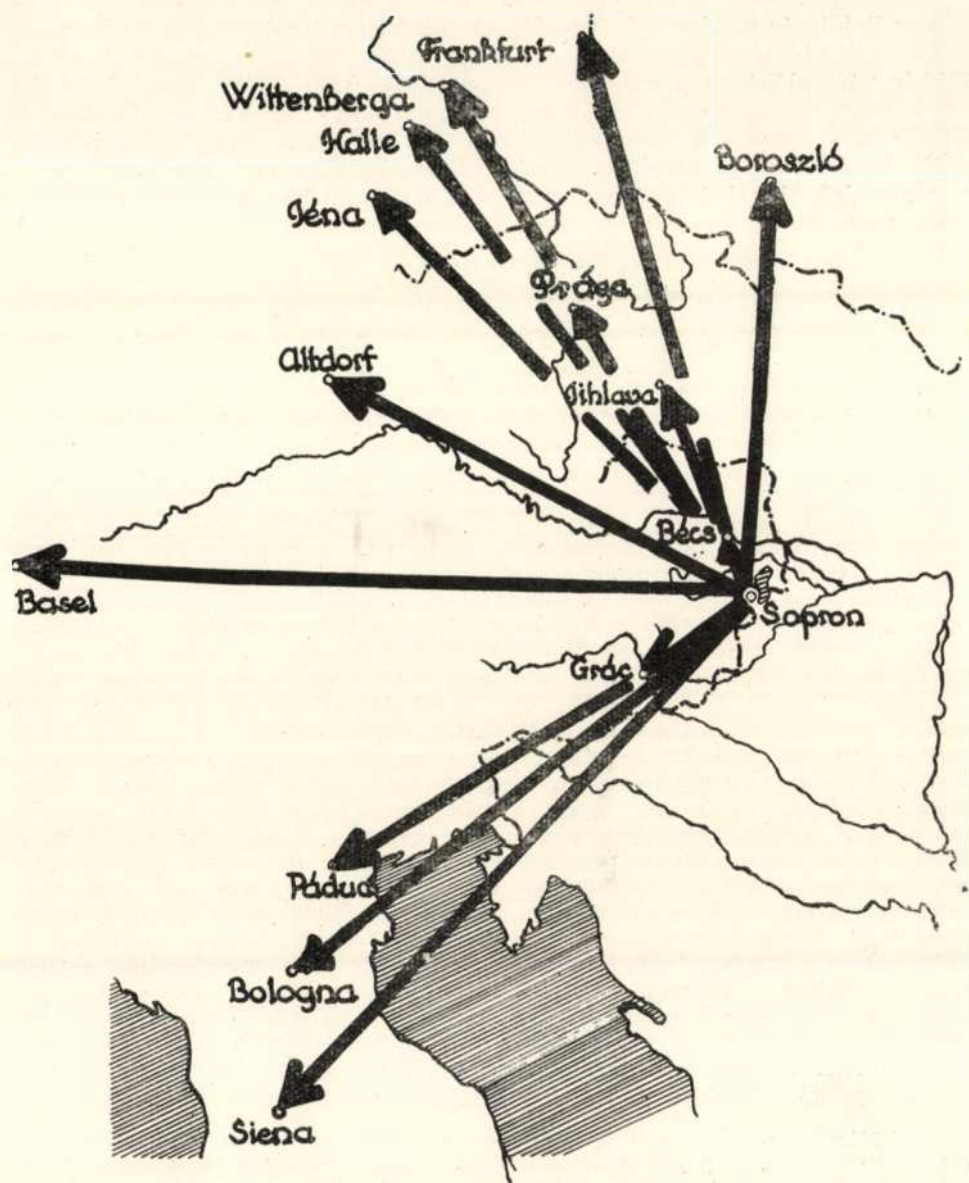 Frankfurt
Wittenberga
Halle
Boroszló
Jéna
Prága
Altdorf
Jihlava
Bécs
Basel
Sopron
Grác
Pádua
Bologna
Siena